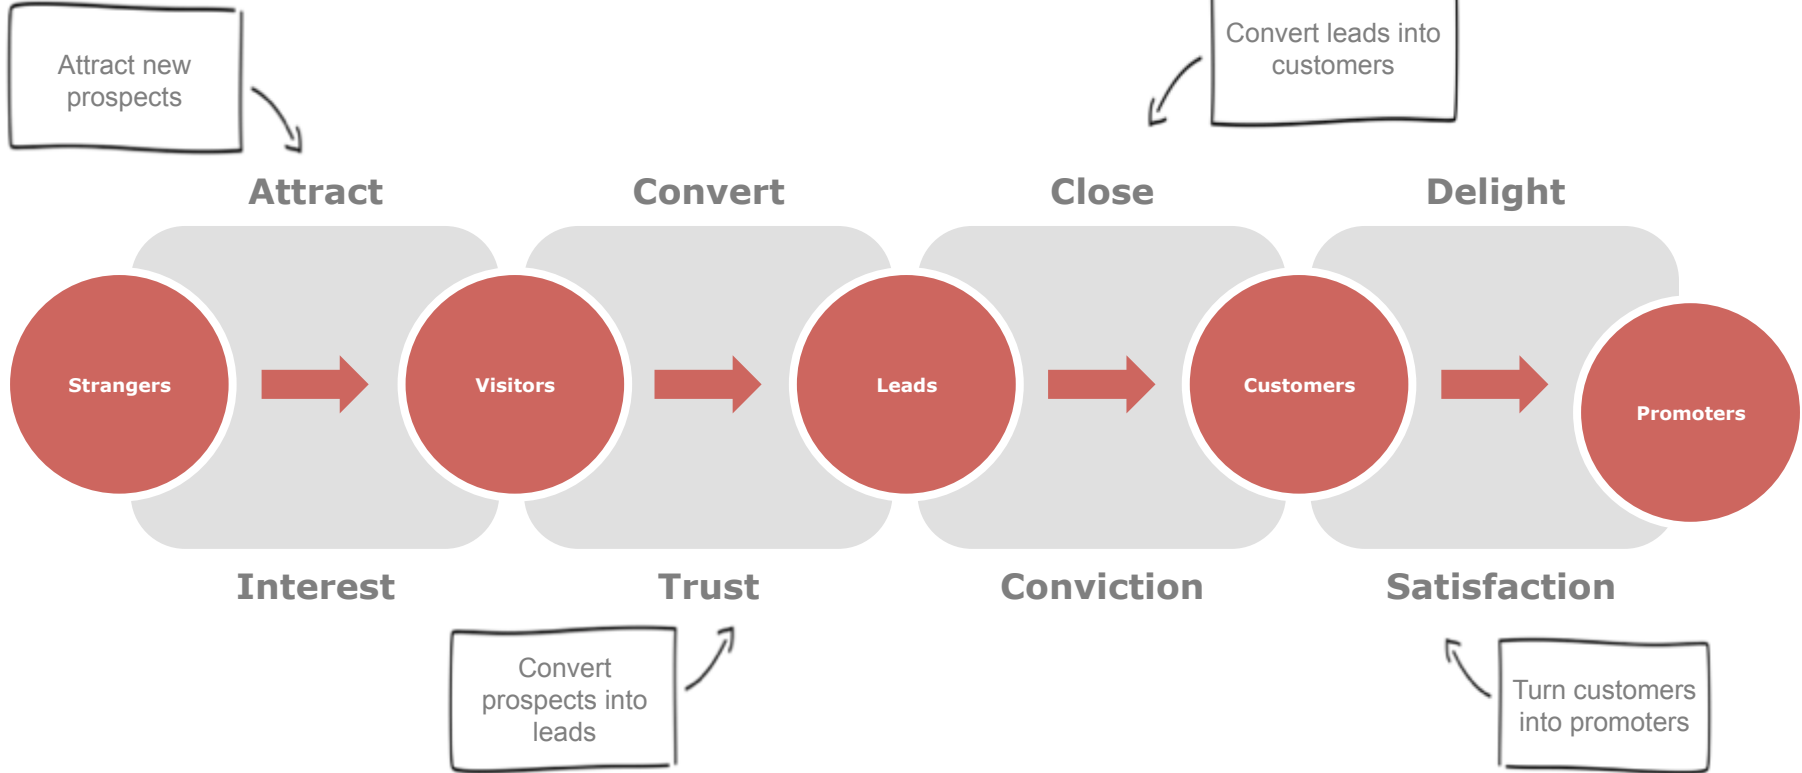 Attract new
prospects
Convert leads into
customers
Attract
Convert
Close
Delight
Strangers
Visitors
Leads
Customers
Promoters
Interest
Trust
Conviction
Satisfaction
Convert
prospects into
leads
Turn customers
into promoters